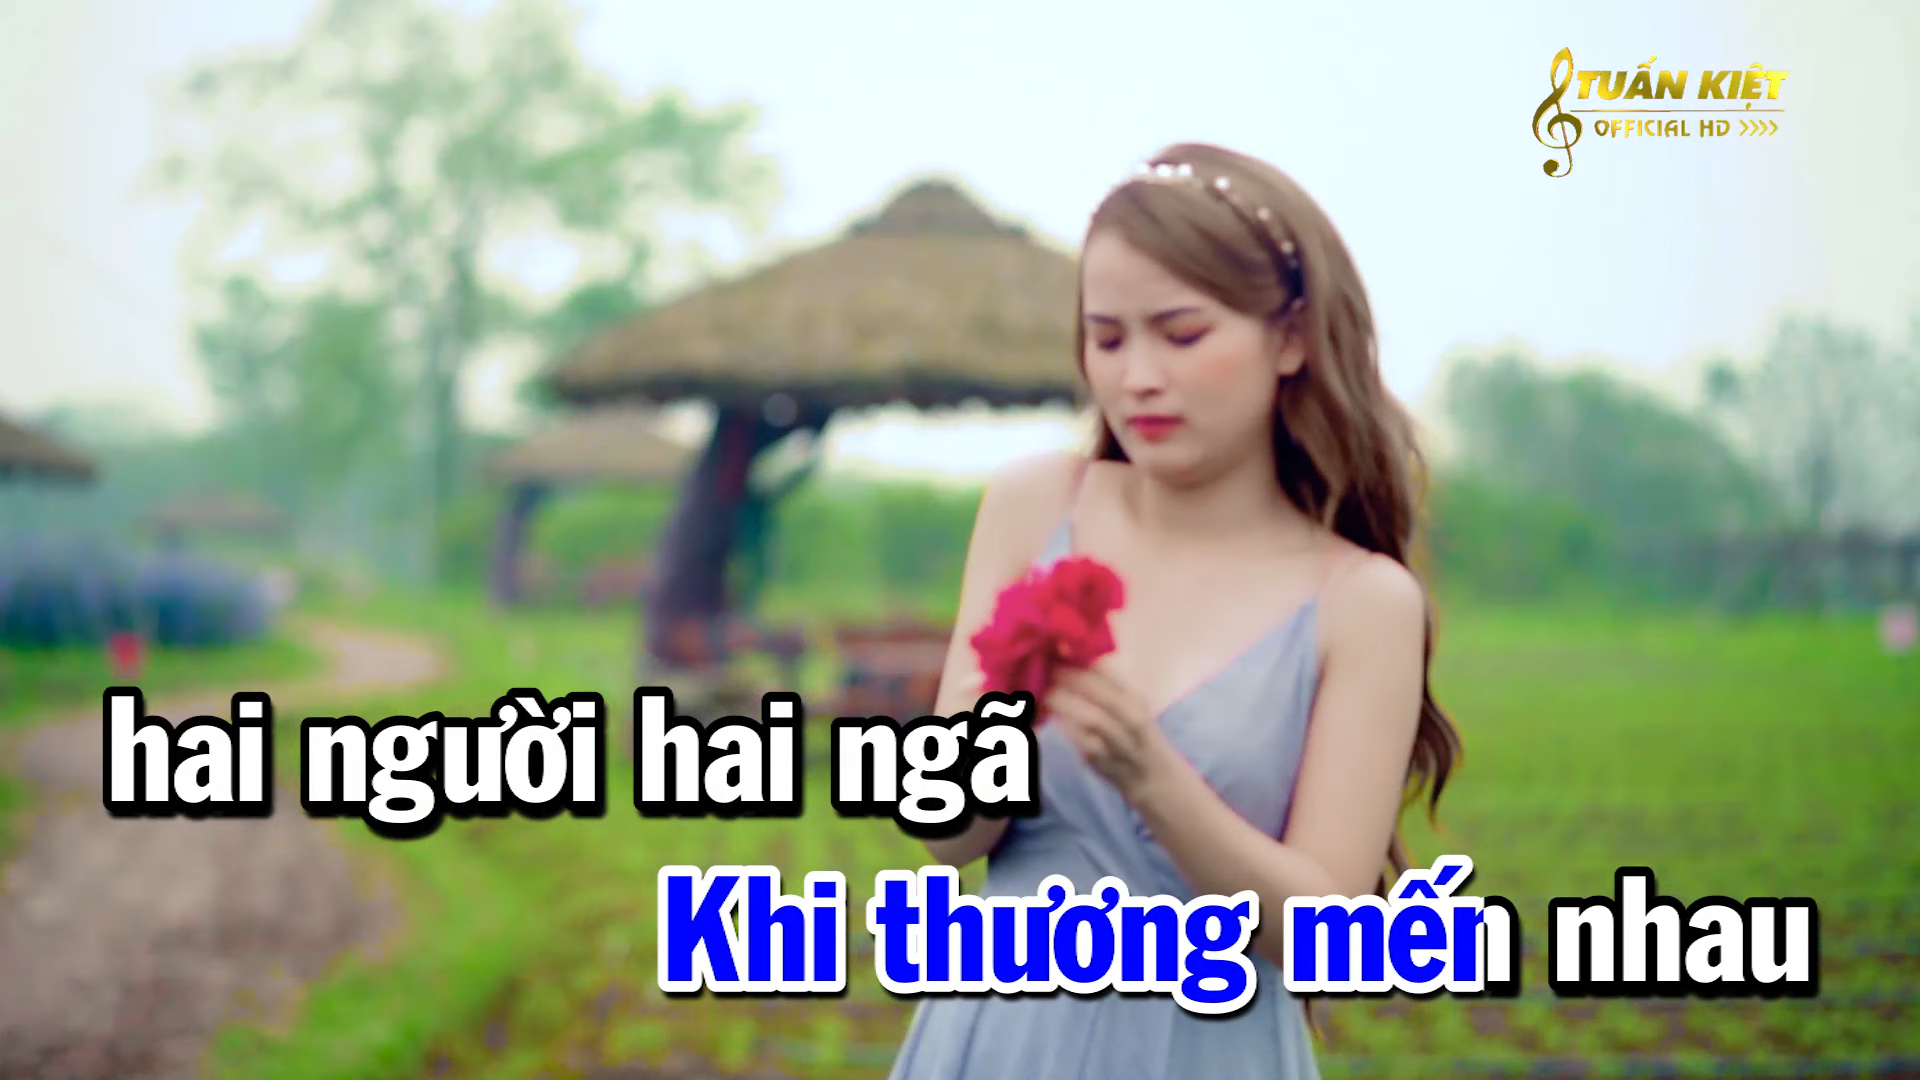 TUẤN KIỆT
OFFICIAL HD >>>>
hai người hai ngã
Khi thương mến nhau